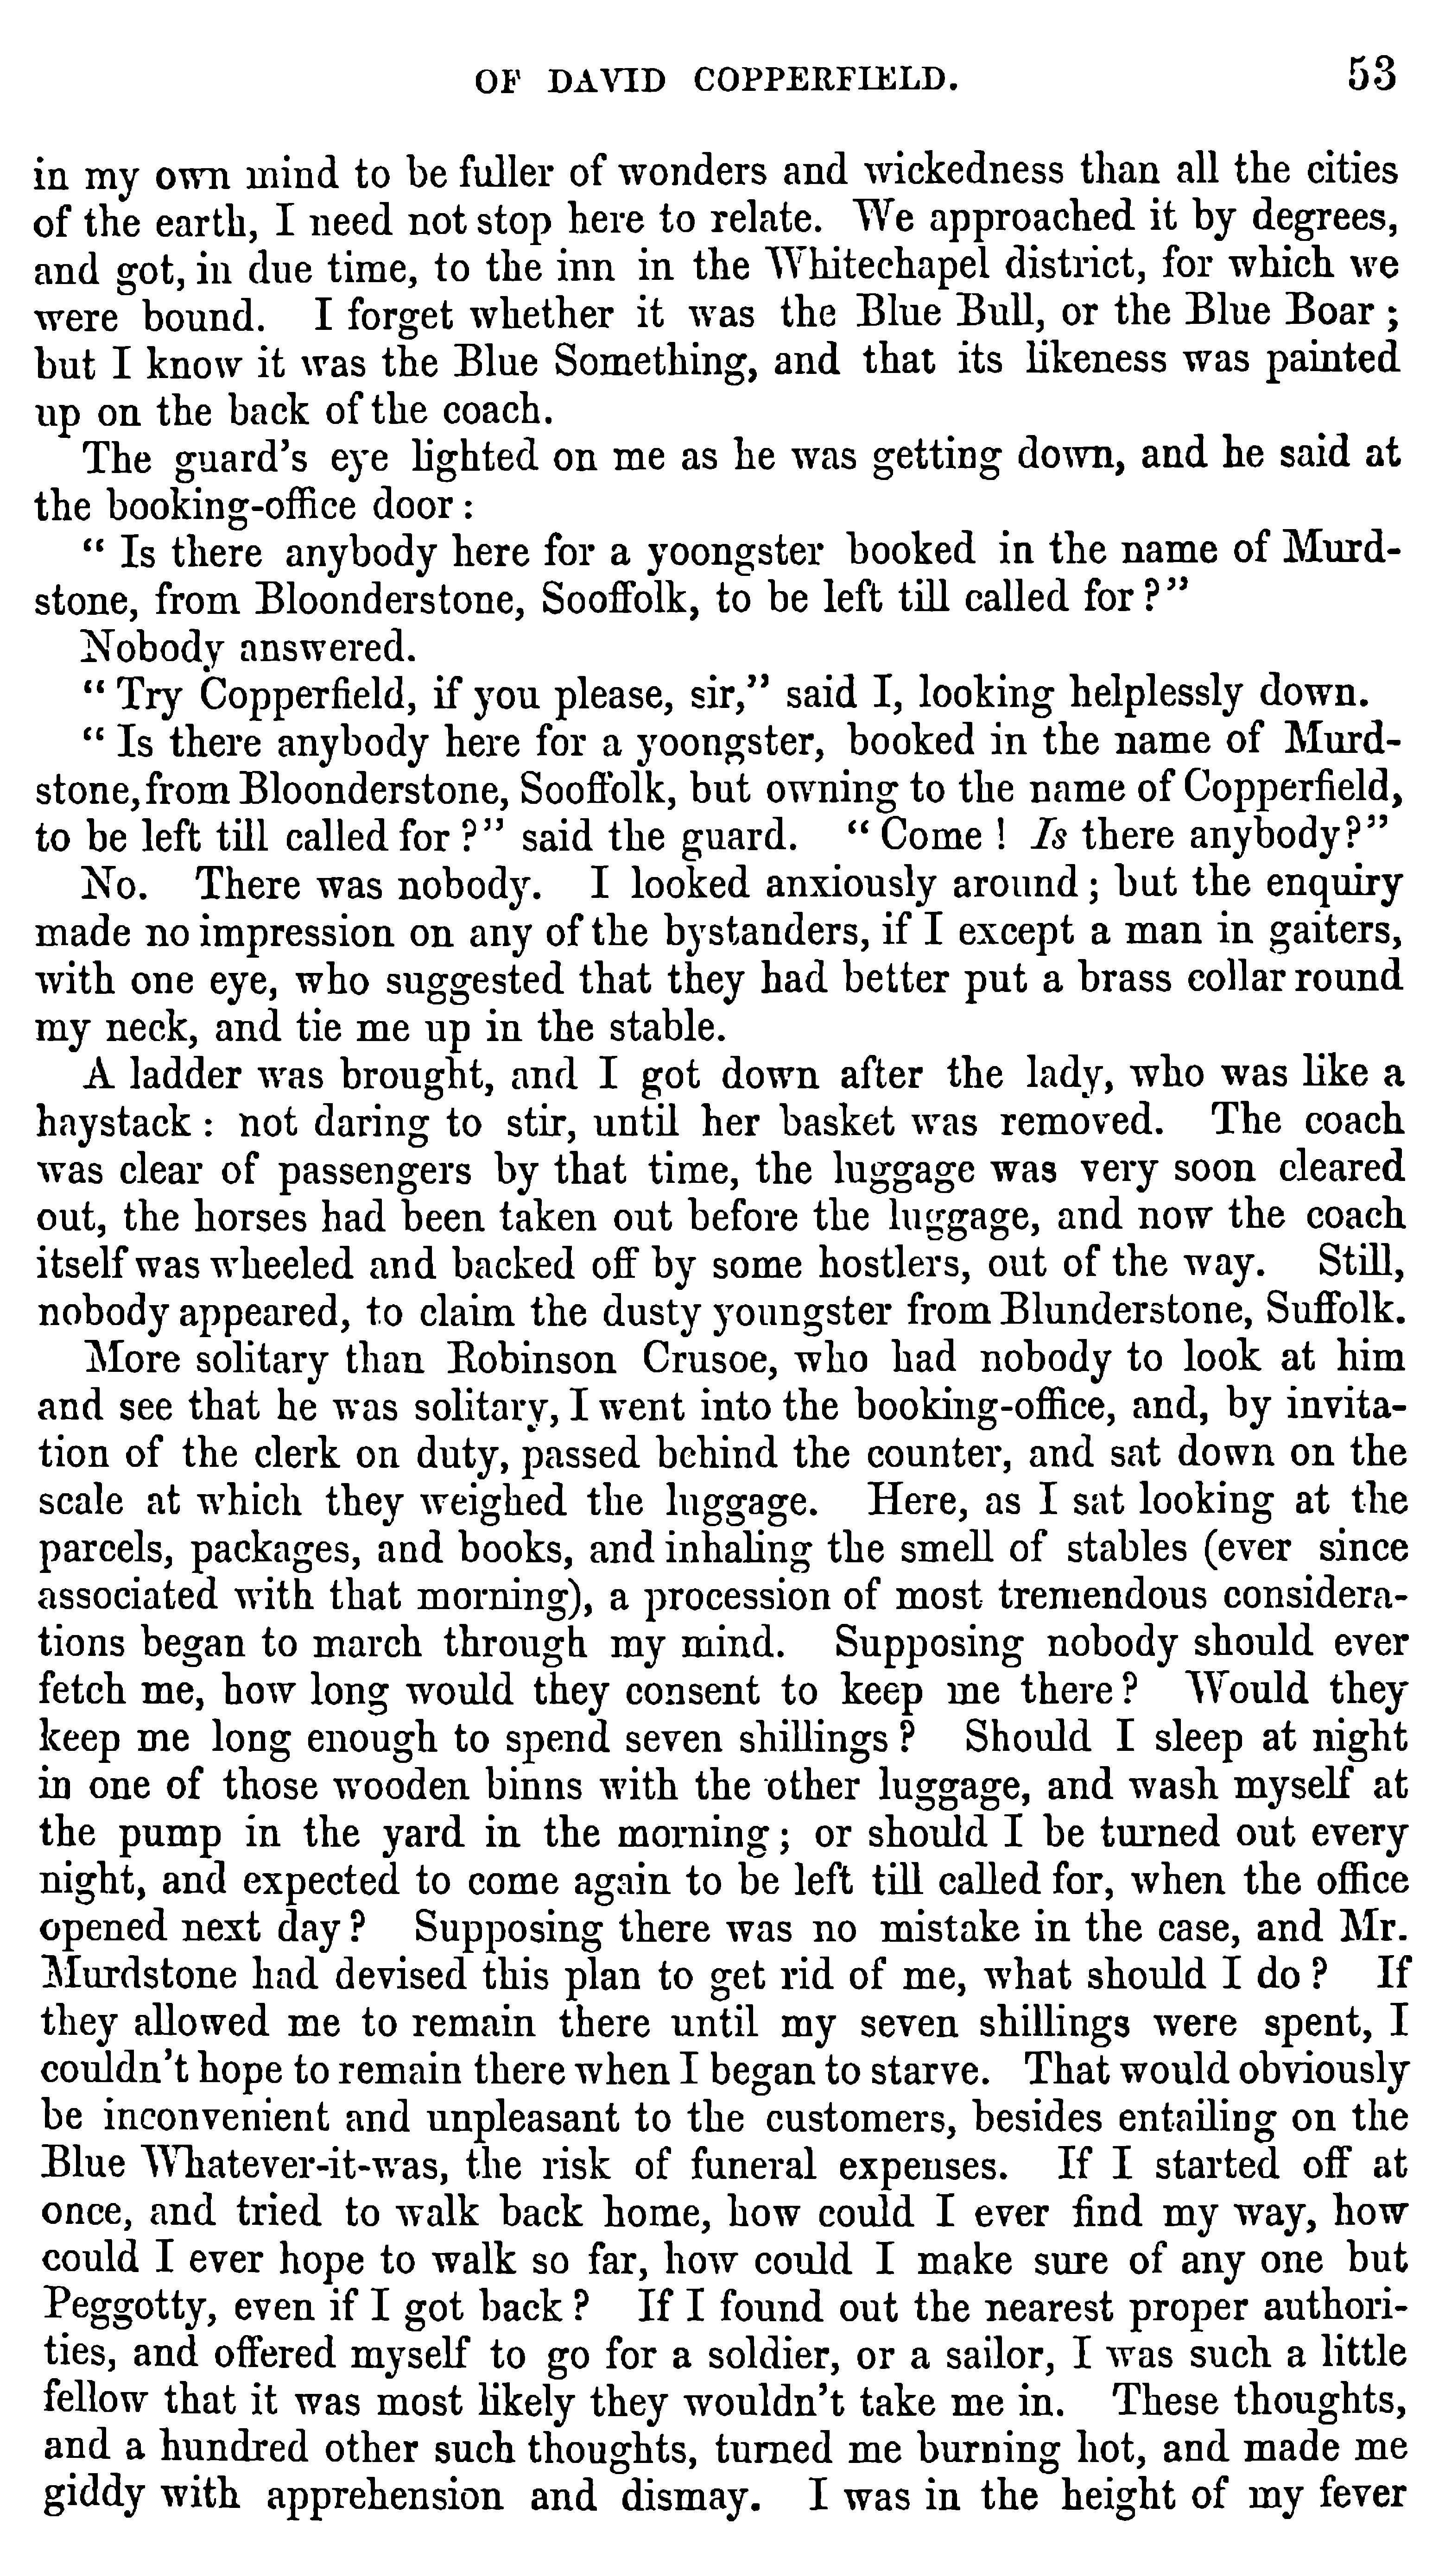 OF DAVID COPPERFIELD. 53
in my own mind to be fuller of wonders and wickedness than all the cities
of the earth, I need not stop here to relate. We approached it by degrees,
and got, in due time, to the inn in the Whitechapel district, for which we
were bound. I forget whether it was the Blue Bull, or the Blue Boar ;
but I know it was the Blue Something, and that its likeness was painted
up on the back of the coach.
The guard's eye lighted on me as he was getting down, and he said at
the booking-office door :
" Is there anybody here for a yoongster booked in the name of Murd-
stone, from Bloonderstone, Sooffolk, to be left till called for ?"
Nobody answered.
" Try Copperfield, if you please, sir," said I, looking helplessly down.
" Is there anybody here for a yoongster, booked in the name of Murd-
stone, from Bloonderstone, Sooffolk, but owning to the name of Copperfield,
to be left till called for ?" said the guard. " Come ! Is there anybody?"
No. There was nobody. I looked anxiously around ; but the enquiry
made no impression on any of the bystanders, if I except a man in gaiters,
with one eye, who suggested that they had better put a brass collar round
my neck, and tie me up in the stable.
A ladder was brought, and I got down after the lady, who was like a
haystack : not daring to stir, until her basket was removed. The coach
was clear of passengers by that time, the luggage was very soon cleared
out, the horses had been taken out before the luggage, and now the coach
itself was wheeled and backed off by some hostlers, out of the way. Still,
nobody appeared, to claim the dusty youngster from Blunderstone, Suffolk.
More solitary than Robinson Crusoe, who had nobody to look at him
and see that he was solitary, I went into the booking-office, and, by invita-
tion of the clerk on duty, passed behind the counter, and sat down on the
scale at which they weighed the luggage. Here, as I sat looking at the
parcels, packages, and books, and inhaling the smell of stables (ever since
associated with that morning), a procession of most tremendous considera-
tions began to march through my mind. Supposing nobody should ever
fetch me, how long would they consent to keep me there ? Would they
keep me long enough to spend seven shillings ? Should I sleep at night
in one of those wooden binns with the other luggage, and wash myself at
the pump in the yard in the morning ; or should I be turned out every
night, and expected to come again to be left till called for, when the office
opened next day ? Supposing there was no mistake in the case, and Mr.
Murdstone had devised this plan to get rid of me, what should I do ? If
they allowed me to remain there until my seven shillings were spent, I
couldn't hope to remain there when I began to starve. That would obviously
be inconvenient and unpleasant to the customers, besides entailing on the
Blue Whatever-it-was, the risk of funeral expenses. If I started off at
once, and tried to walk back home, how could I ever find my way, how
could I ever hope to walk so far, how could I make sure of any one but
Peggotty, even if I got back ? If I found out the nearest proper authori-
ties, and offered myself to go for a soldier, or a sailor, I was such a little
fellow that it was most likely they wouldn't take me in. These thoughts,
and a hundred other such thoughts, turned me burning hot, and made me
giddy with apprehension and dismay. I was in the height of my fever